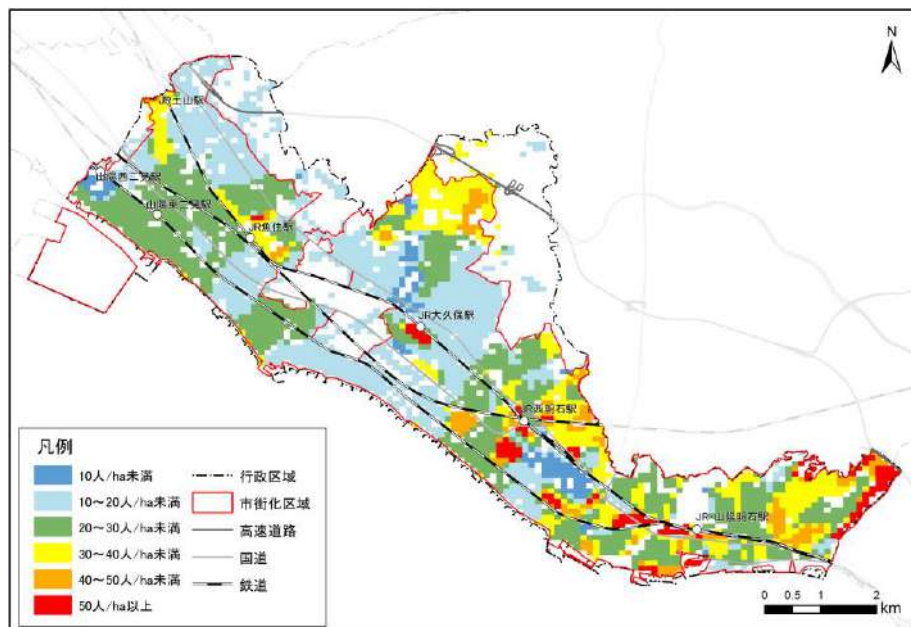 N
JR土山駅
山陽西二見駅
山陽東二見駅
JR魚住駅
JR大久保駅
JR西明石駅
JR・山陽明石駅
凡例
10人/ha未満
10～20人/ha未満
20～30人/ha未満
30～40人/ha未満
40～50人/ha未満
50人/ha以上
行政区域
市街化区域
高速道路
国道
鉄道
0 0.5 1 2
km